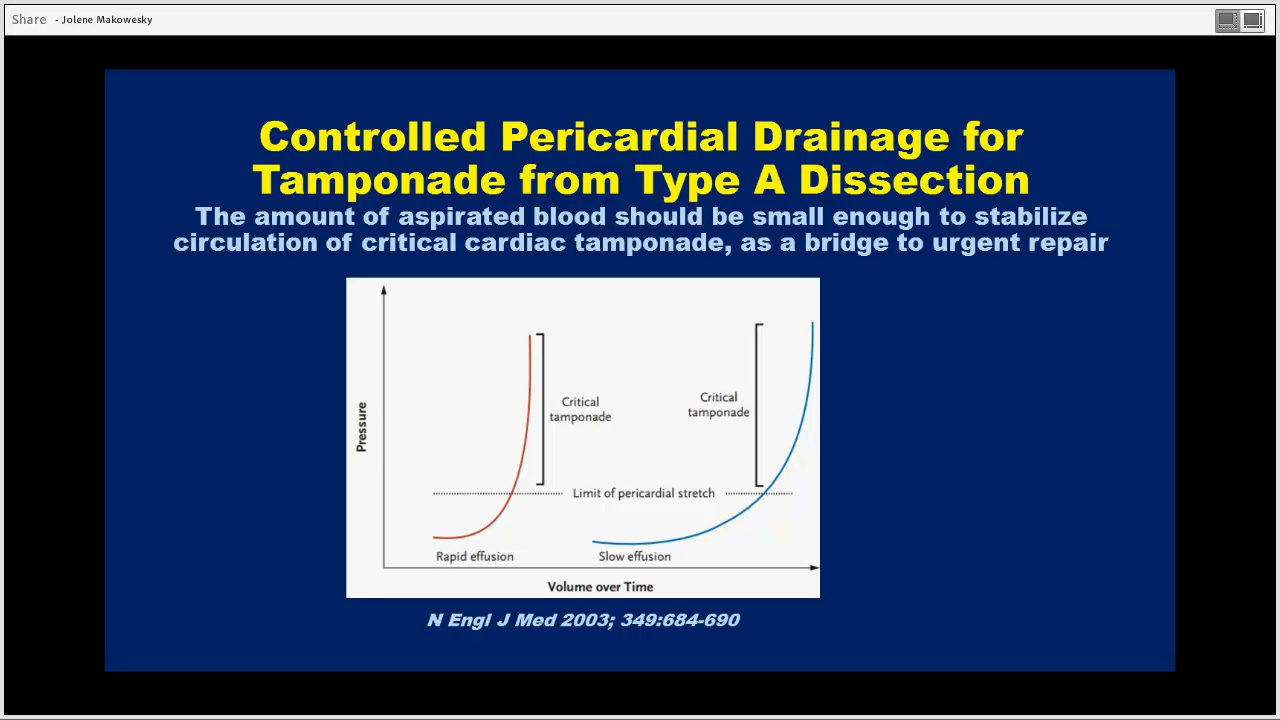 Share - Jolene Makowesky
Controlled Pericardial Drainage for
Tamponade from Type A Dissection
The amount of aspirated blood should be small enough to stabilize
circulation of critical cardiac tamponade, as a bridge to urgent repair
Critical
tamponade
Critical
tamponade
Pressure
Limit of pericardial stretch
Rapid effusion
Slow effusion
Volume over Time
N Engl J Med 2003; 349:684-690